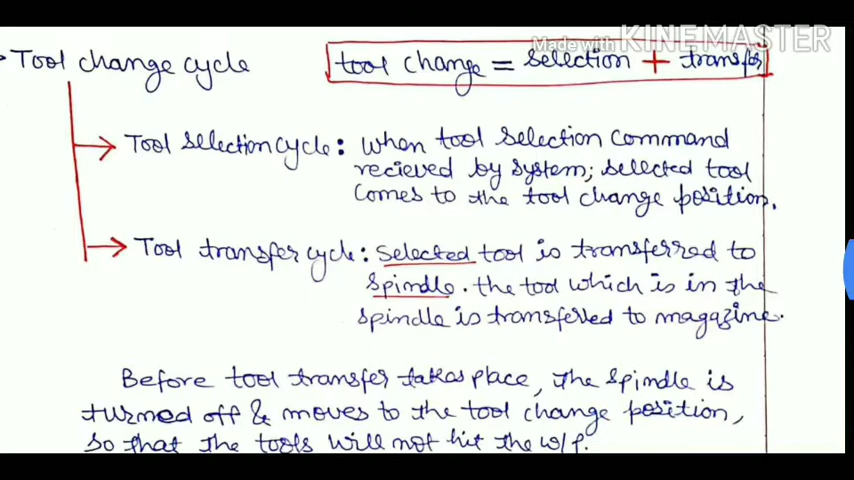 Made with KINEMASTER
Tool change cycle
tool change = selection + transfer
Tool selection cycle: when tool selection command
recieved by system; selected tool
comes to the tool change position.
Tool transfer cycle: selected tool is transferred to
spindle. the tool which is in the
spindle is transferred to magazine.
Before tool transfer takes place, the spindle is
turned off & moves to the tool change position,
so that the tools will not hit the w/p.